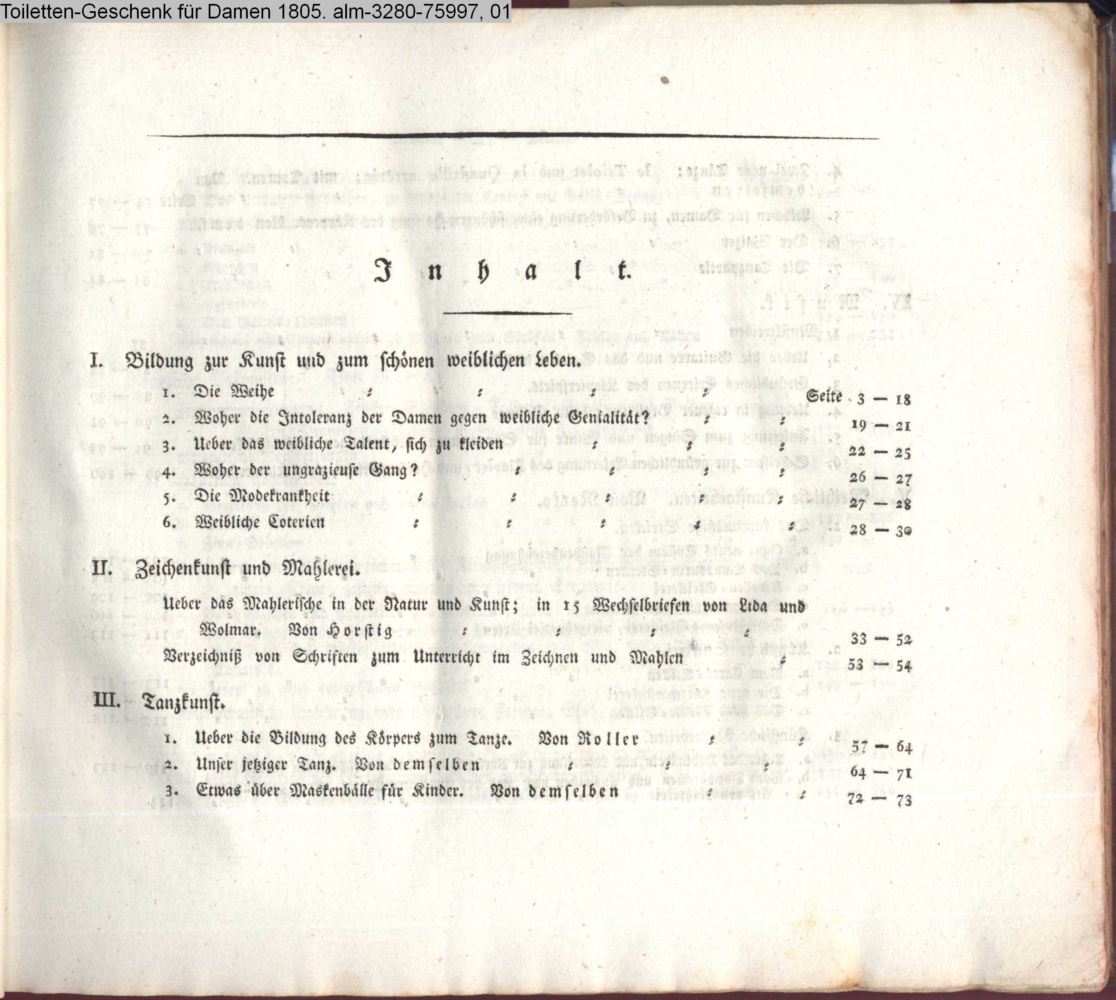 Toiletten-Geschenk für Damen 1805. alm-3280-75997, 01
Inhalt.
I. Bildung zur Kunst und zum schönen weiblichen Leben.
1. Die Weihe Seite 3 — 18
2. Woher die Intoleranz der Damen gegen weibliche Genialität? 19 — 21
3. Ueber das weibliche Talent, sich zu kleiden 22 — 25
4. Woher der ungrazieuse Gang? 26 — 27
5. Die Modekrankheit 27 — 28
6. Weibliche Coterien 28 — 30
II. Zeichenkunst und Mahlerei.
Ueber das Mahlerische in der Natur und Kunst; in 15 Wechselbriefen von Lida und
Wolmar. Von Horstig 33 — 52
Verzeichniß von Schriften zum Unterricht im Zeichnen und Mahlen 53 — 54
III. Tanzkunst.
1. Ueber die Bildung des Körpers zum Tanze. Von Roller 57 — 64
2. Unser jetziger Tanz. Von demselben 64 — 71
3. Etwas über Maskenbälle für Kinder. Von demselben 72 — 73